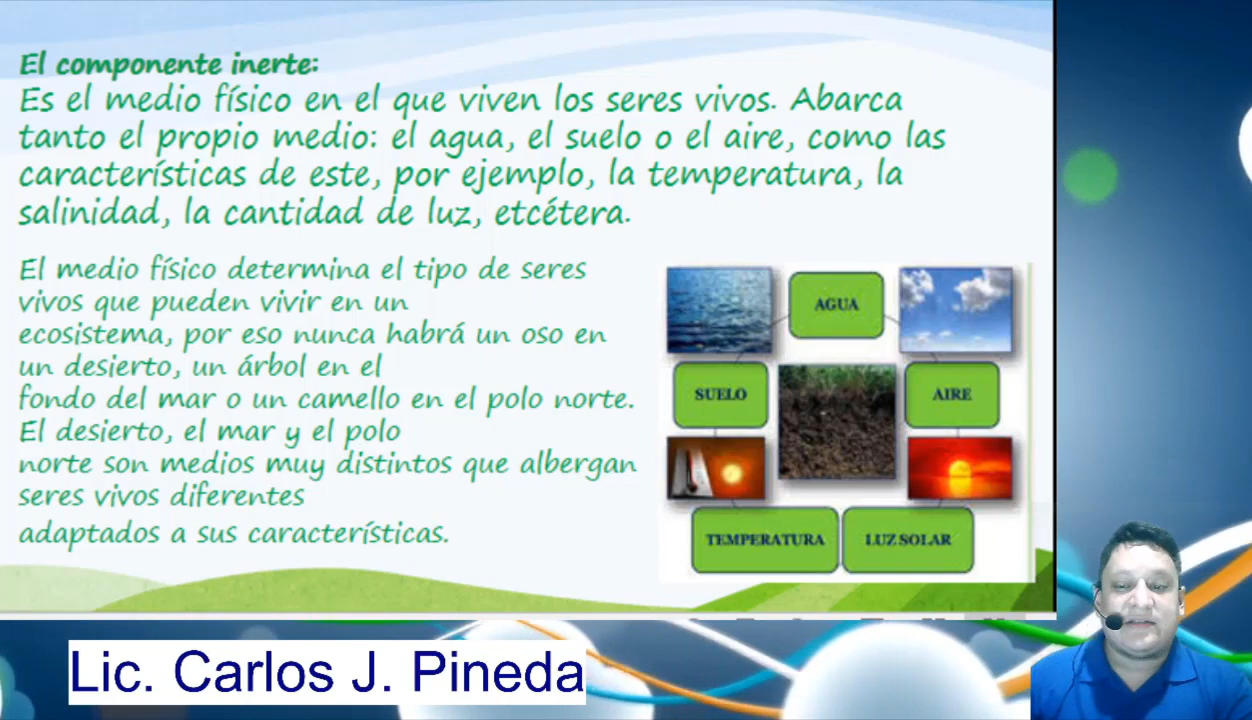 El componente inerte:
Es el medio físico en el que viven los seres vivos. Abarca
tanto el propio medio: el agua, el suelo o el aire, como las
características de este, por ejemplo, la temperatura, la
salinidad, la cantidad de luz, etcétera.
El medio físico determina el tipo de seres
vivos que pueden vivir en un
ecosistema, por eso nunca habrá un oso en
un desierto, un árbol en el
fondo del mar o un camello en el polo norte.
El desierto, el mar y el polo
norte son medios muy distintos que albergan
seres vivos diferentes
adaptados a sus características.
AGUA
SUELO
AIRE
TEMPERATURA
LUZ SOLAR
Lic. Carlos J. Pineda